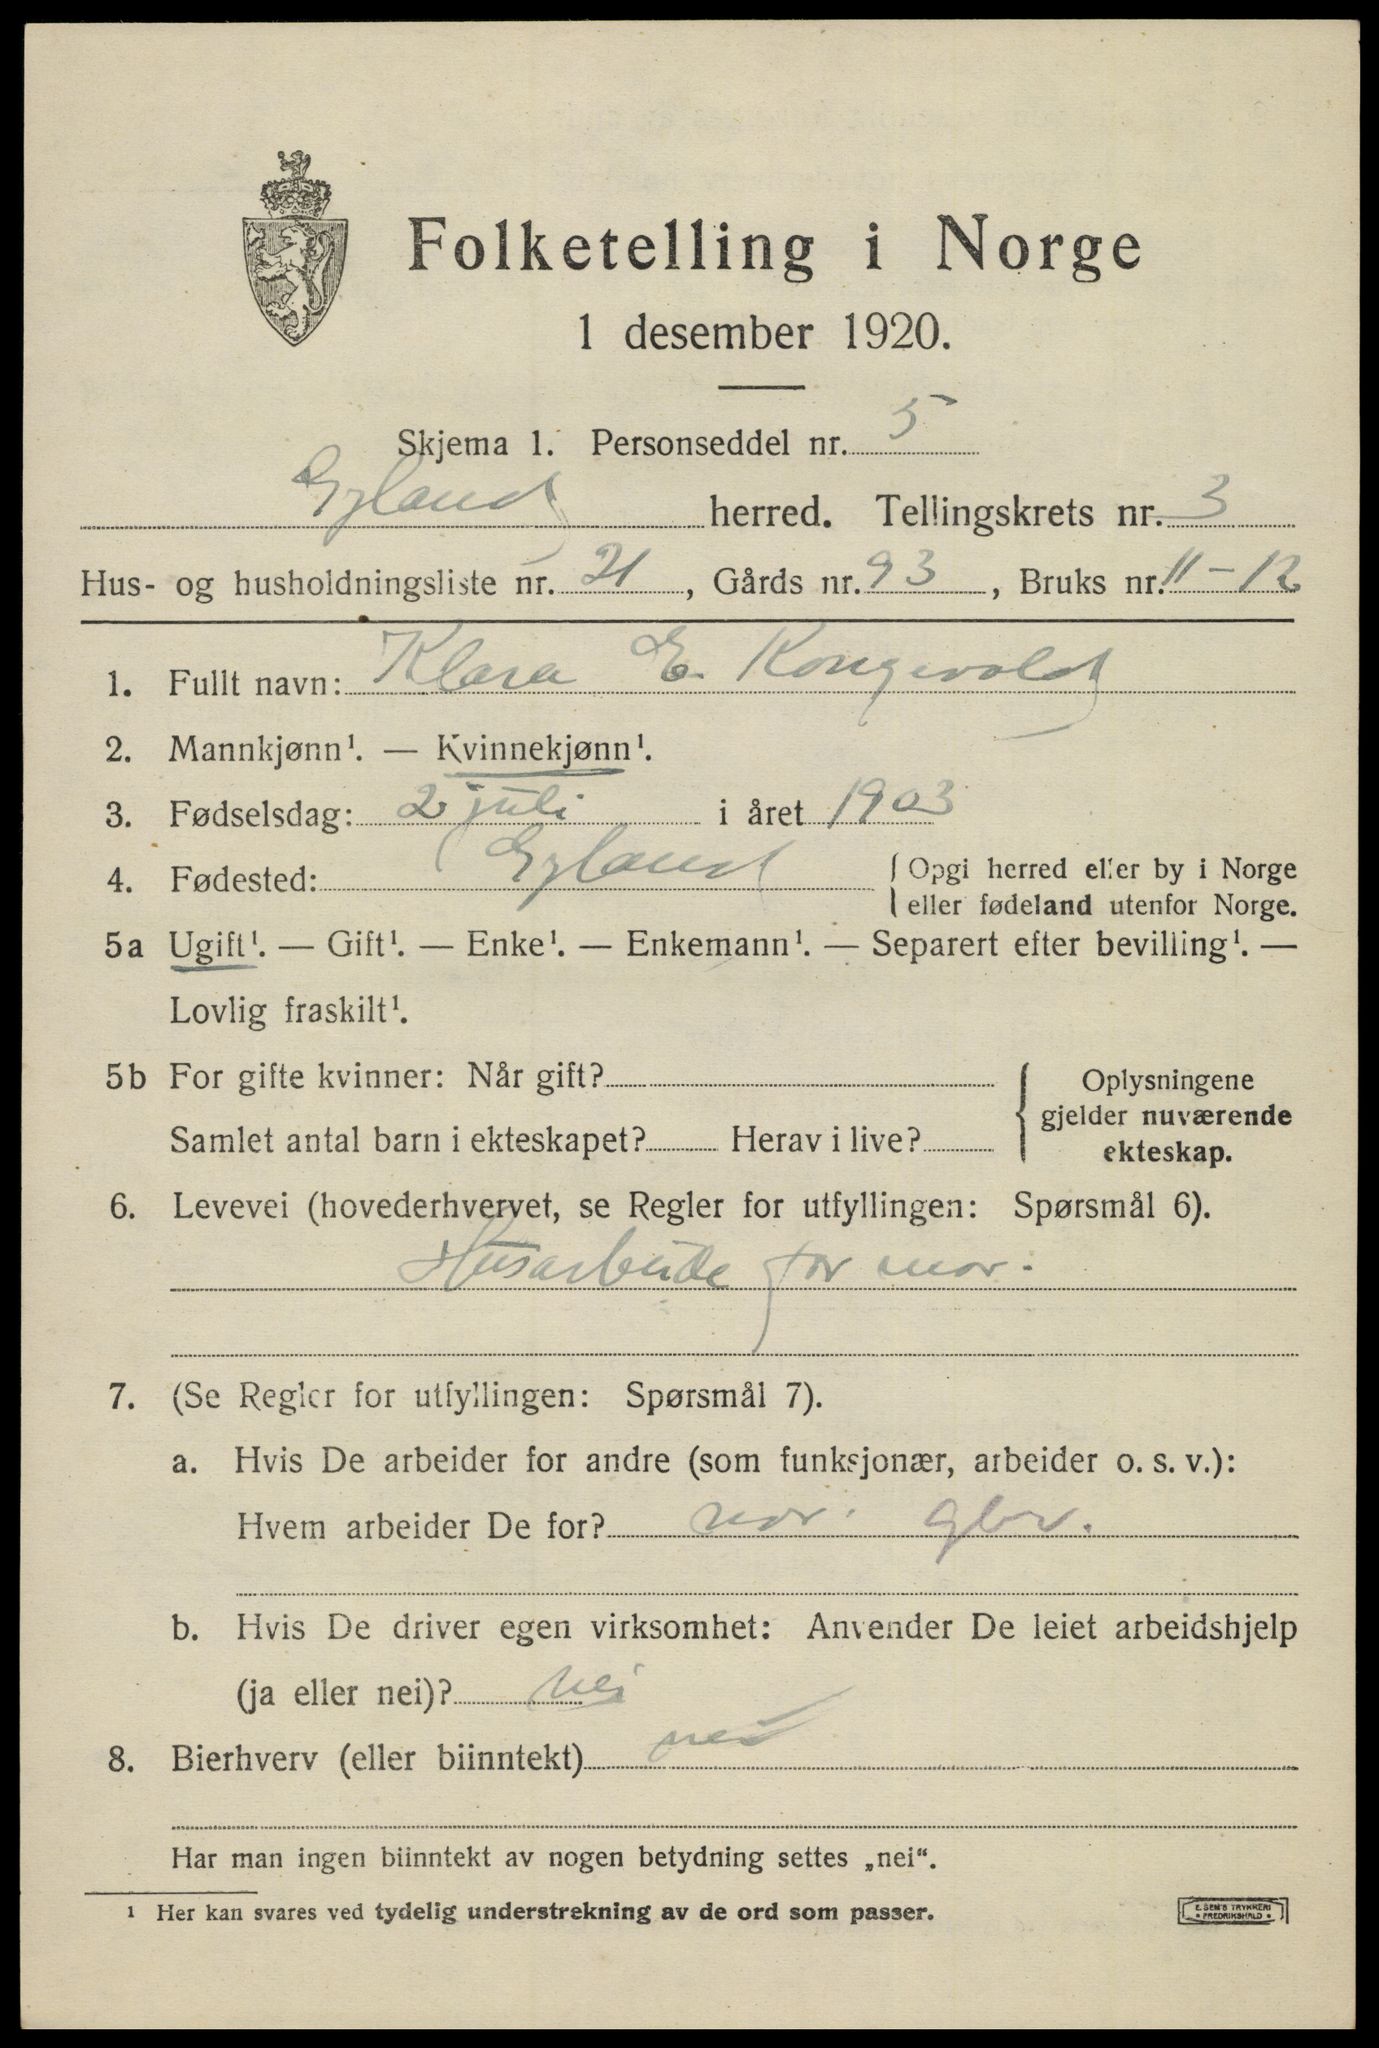 Folketelling i Norge
1 desember 1920.
Skjema 1. Personseddel nr. 5
Gyland herred. Tellingskrets nr. 3
Hus- og husholdningsliste nr. 21, Gårds nr. 93, Bruks nr. 11-12
1. Fullt navn: Klara E. Kongevold
2. Mannkjønn¹. — Kvinnekjønn¹.
3. Fødselsdag: 2 juli i året 1903
4. Fødested: Gyland { Opgi herred eller by i Norge
eller fødeland utenfor Norge.
5a Ugift¹. — Gift¹. — Enke¹. — Enkemann¹. — Separert efter bevilling¹. —
Lovlig fraskilt¹.
5b For gifte kvinner: Når gift? { Oplysningene
gjelder nuværende
Samlet antal barn i ekteskapet? Herav i live? ekteskap.
6. Levevei (hovederhvervet, se Regler for utfyllingen: Spørsmål 6).
Husarbeide for mor.
7. (Se Regler for utfyllingen: Spørsmål 7).
a. Hvis De arbeider for andre (som funksjonær, arbeider o. s. v.):
Hvem arbeider De for? mor. gbr.
b. Hvis De driver egen virksomhet: Anvender De leiet arbeidshjelp
(ja eller nei)? nei
8. Bierhverv (eller biinntekt) nei
Har man ingen biinntekt av nogen betydning settes „nei“.
¹ Her kan svares ved tydelig understrekning av de ord som passer.
E. SEM'S TRYKKERI
• FREDRIKSHALD •